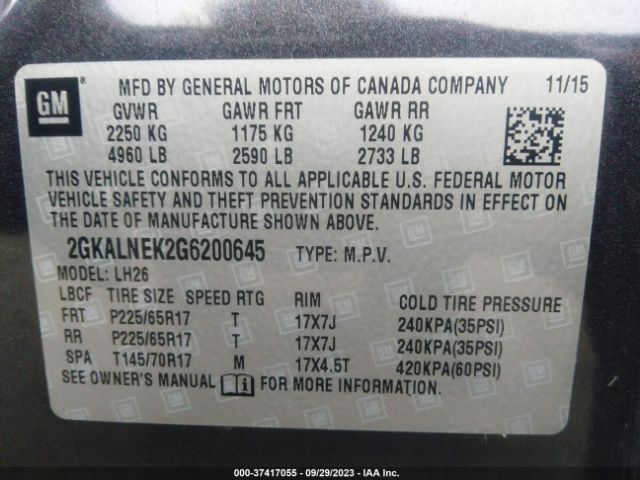 GM ®
MFD BY GENERAL MOTORS OF CANADA COMPANY 11/15
GVWR GAWR FRT GAWR RR
2250 KG 1175 KG 1240 KG
4960 LB 2590 LB 2733 LB
THIS VEHICLE CONFORMS TO ALL APPLICABLE U.S. FEDERAL MOTOR
VEHICLE SAFETY AND THEFT PREVENTION STANDARDS IN EFFECT ON
THE DATE OF MANUFACTURE SHOWN ABOVE.
2GKALNEK2G6200645 TYPE: M.P.V.
MODEL: LH26
LBCF TIRE SIZE SPEED RTG RIM COLD TIRE PRESSURE
FRT P225/65R17 T 17X7J 240KPA(35PSI)
RR P225/65R17 T 17X7J 240KPA(35PSI)
SPA T145/70R17 M 17X4.5T 420KPA(60PSI)
SEE OWNER'S MANUAL FOR MORE INFORMATION.
000-37417055 - 09/29/2023 - IAA Inc.